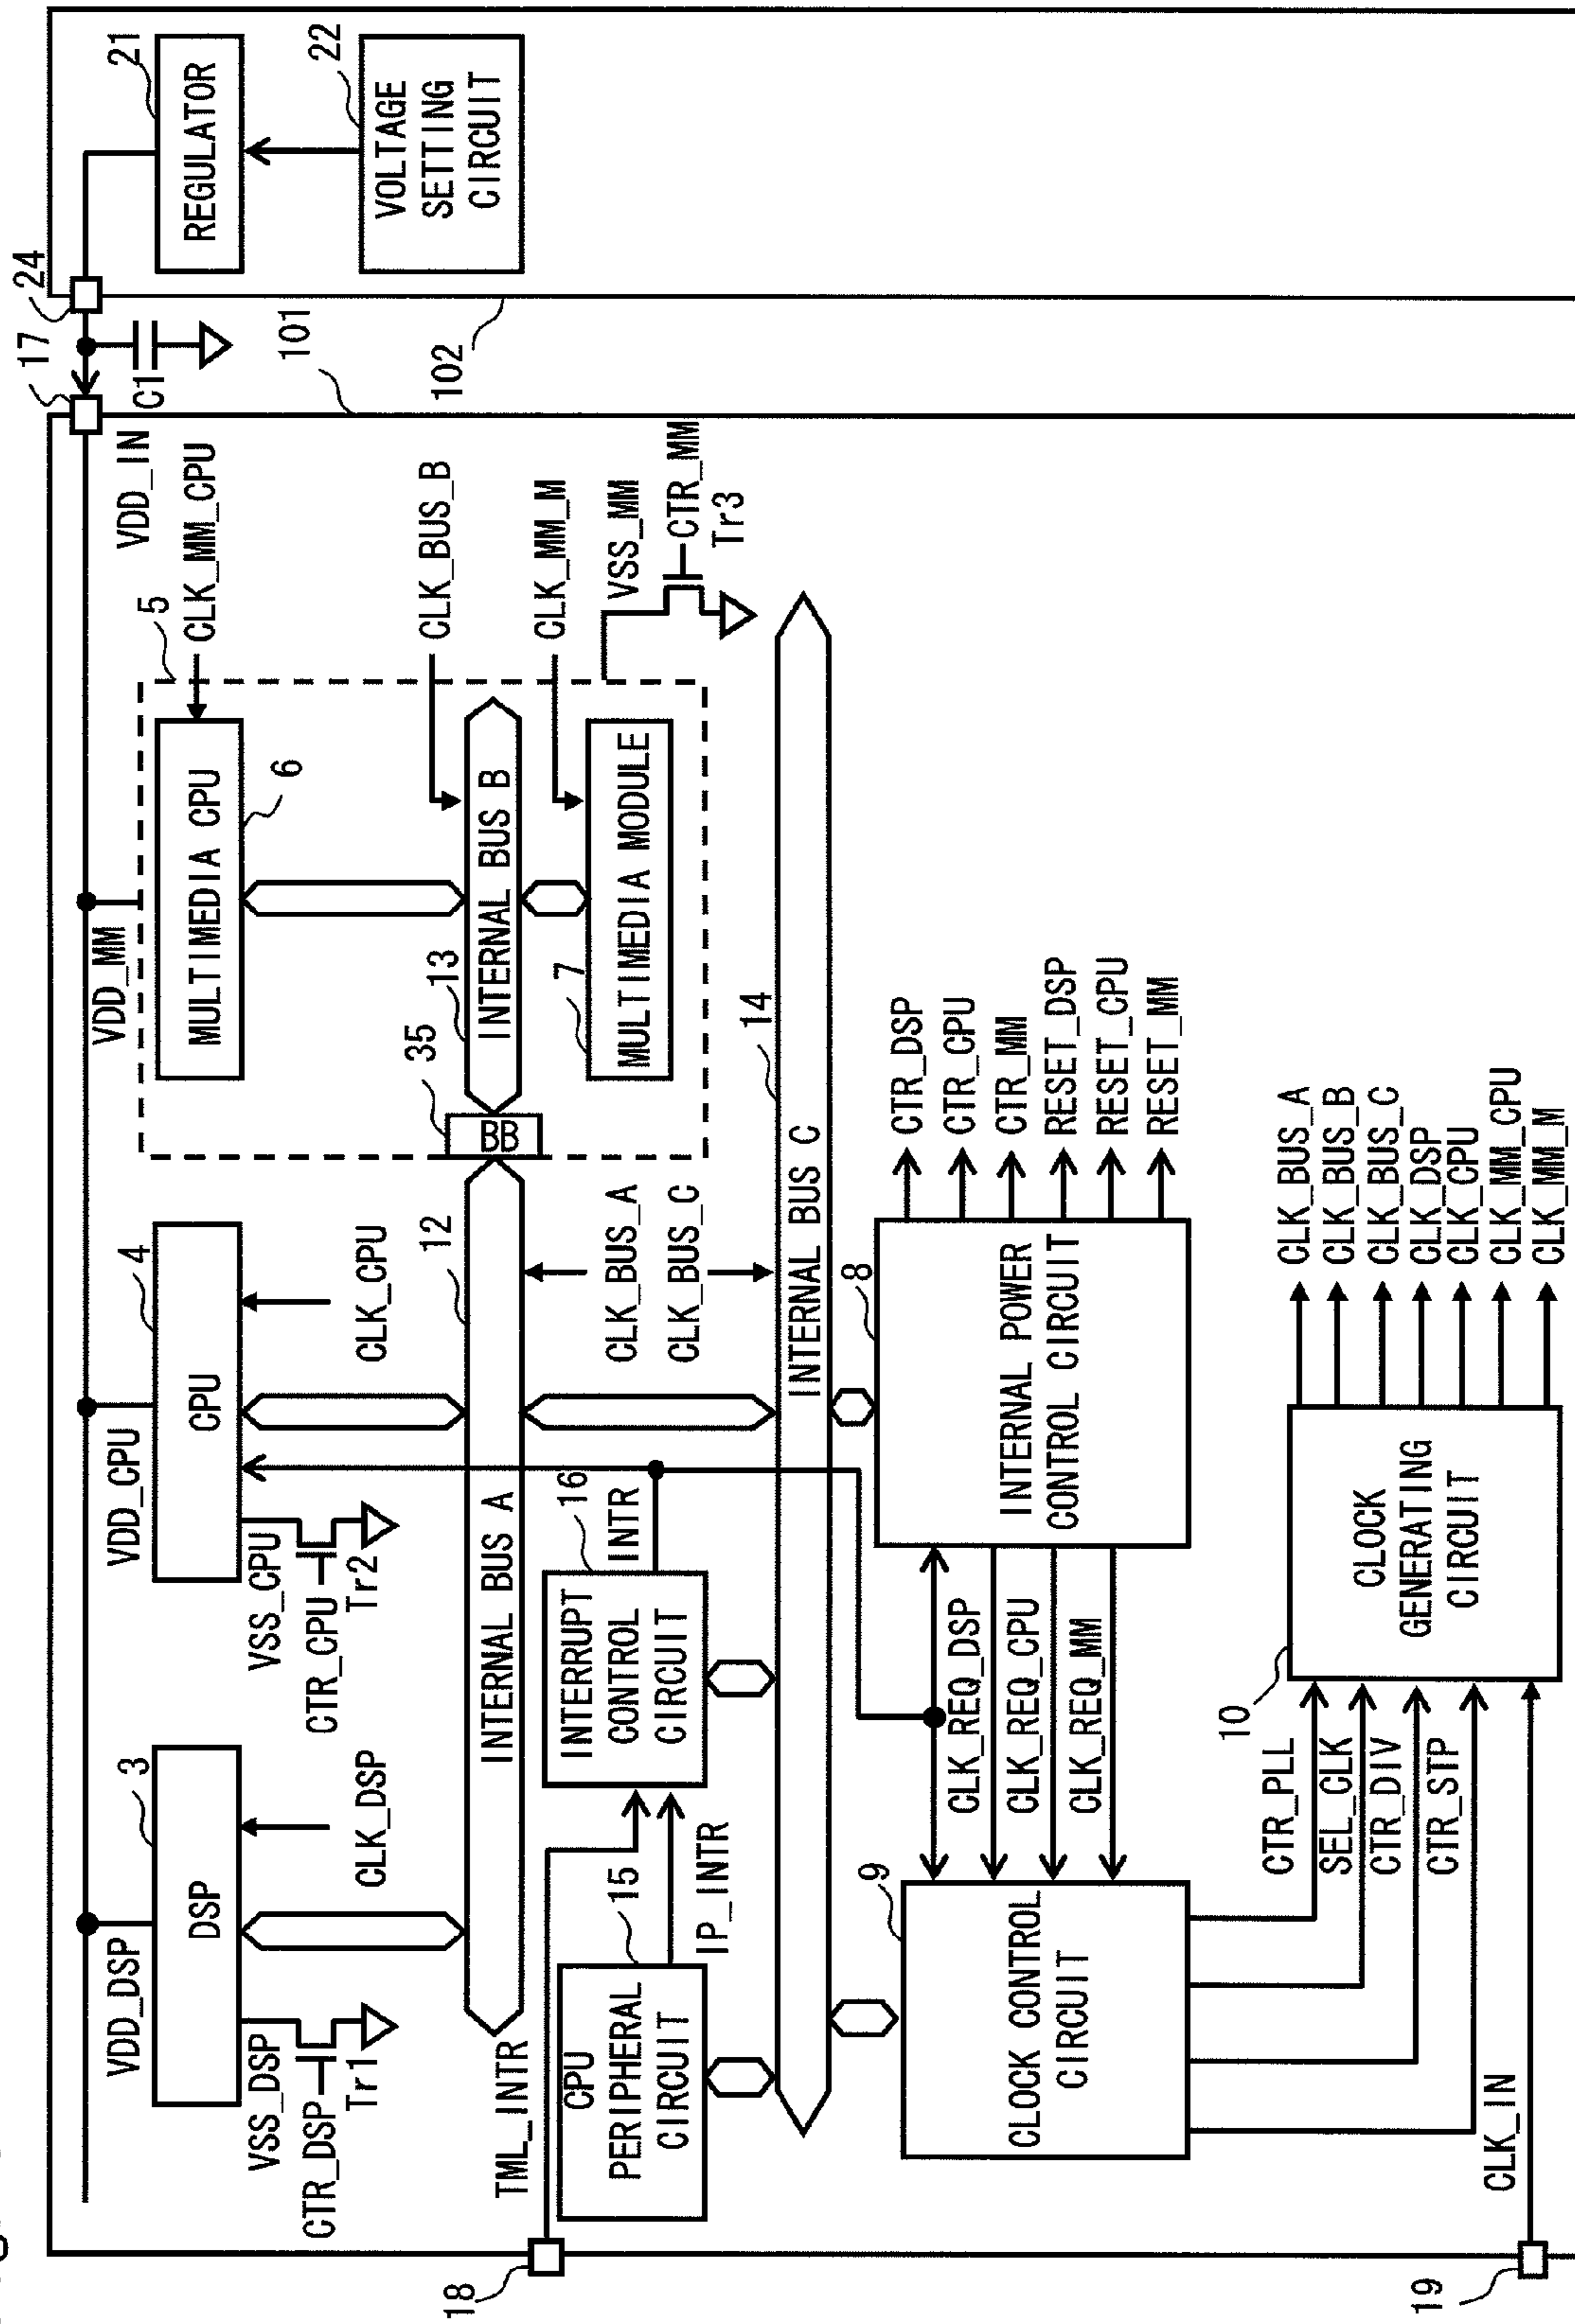 VDD_DSP
3
DSP
VSS_DSP
CTR_DSP
Tr1
CLK_DSP
VDD_CPU
4
CPU
VSS_CPU
CTR_CPU
Tr2
CLK_CPU
VDD_MM
5
MULTIMEDIA CPU
6
CLK_MM_CPU
VDD_IN
17
24
C1
101
102
21
REGULATOR
22
VOLTAGE
SETTING
CIRCUIT
INTERNAL BUS A
12
35
BB
13
INTERNAL BUS B
CLK_BUS_B
7
MULTIMEDIA MODULE
CLK_MM_M
VSS_MM
CTR_MM
Tr3
TML_INTR
18
CPU
PERIPHERAL
CIRCUIT
15
IP_INTR
INTERRUPT
CONTROL
CIRCUIT
16
INTR
CLK_BUS_A
CLK_BUS_C
14
INTERNAL BUS C
9
CLOCK CONTROL
CIRCUIT
CLK_REQ_DSP
CLK_REQ_CPU
CLK_REQ_MM
8
INTERNAL POWER
CONTROL CIRCUIT
CTR_DSP
CTR_CPU
CTR_MM
RESET_DSP
RESET_CPU
RESET_MM
CTR_PLL
SEL_CLK
CTR_DIV
CTR_STP
10
CLOCK
GENERATING
CIRCUIT
CLK_BUS_A
CLK_BUS_B
CLK_BUS_C
CLK_DSP
CLK_CPU
CLK_MM_CPU
CLK_MM_M
CLK_IN
19